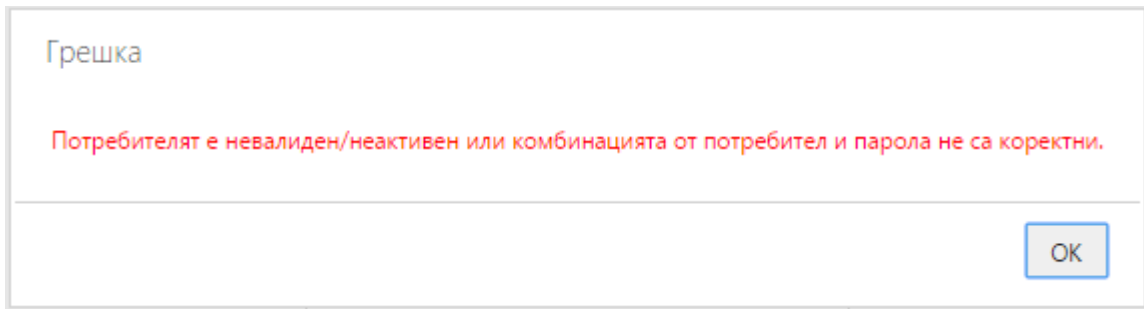 Грешка
Потребителят е невалиден/неактивен или комбинацията от потребител и парола не са коректни.
OK